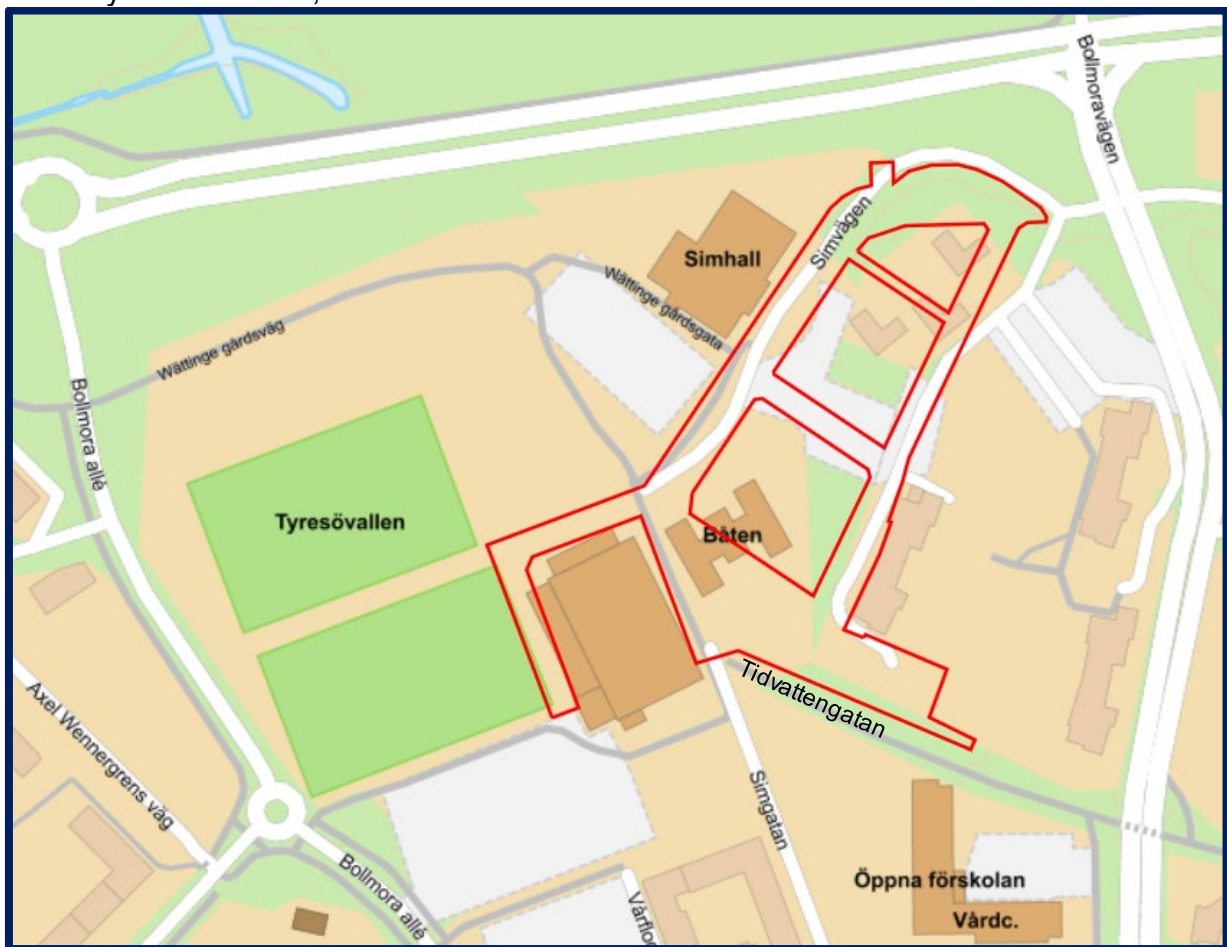 Bollmoravägen
Simvägen
Simhall
Wättinge gårdsgata
Wättinge gårdsväg
Bollmora allé
Tyresövallen
Båten
Tidvattengatan
Axel Wennergrens väg
Simgatan
Bollmora allé
Öppna förskolan
Vårdc.